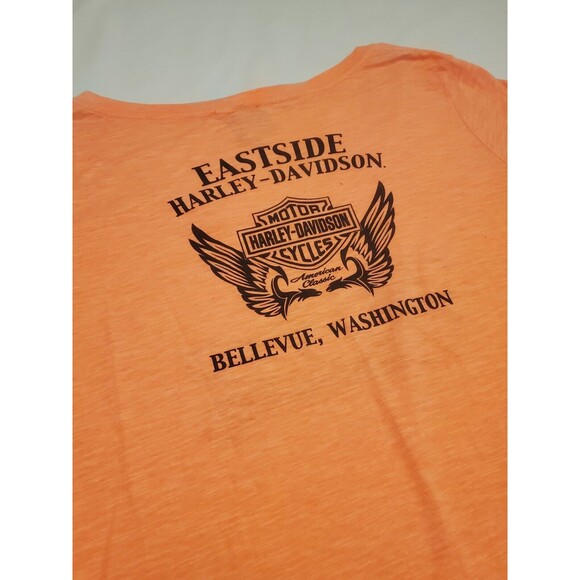 EASTSIDE
HARLEY-DAVIDSON
MOTOR
HARLEY-DAVIDSON
CYCLES
American
Classic
BELLEVUE, WASHINGTON